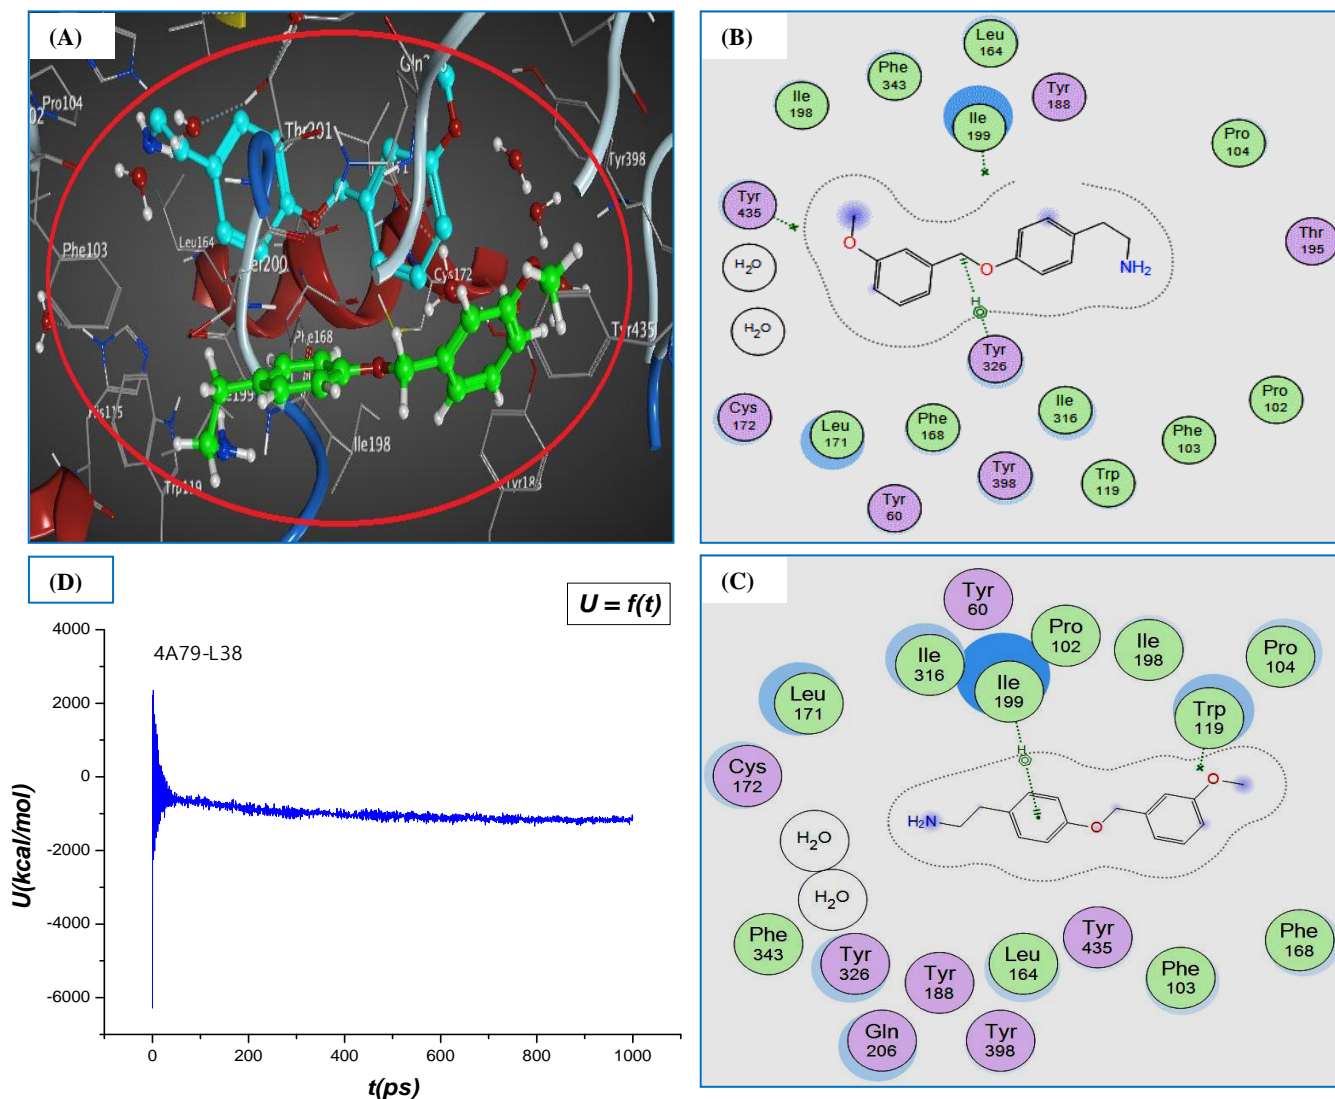 (A)
Pro104
02
Thr201
Tyr398
Phe103
Leu164
Cys172
Tyr435
Phe168
Ile198
Trp119
(B)
Leu
164
Phe
343
Tyr
188
Ile
198
Ile
199
Pro
104
Tyr
435
Thr
195
H2O
O
O
NH2
H2O
H
Tyr
326
Cys
172
Leu
171
Phe
168
Ile
316
Pro
102
Phe
103
Tyr
398
Trp
119
Tyr
60
(D)
U = f(t)
4A79-L38
4000
2000
0
-2000
-4000
-6000
U(kcal/mol)
0
200
400
600
800
1000
t(ps)
(C)
Tyr
60
Pro
102
Ile
198
Pro
104
Ile
316
Ile
199
Leu
171
Trp
119
Cys
172
H
O
H2N
O
H2O
H2O
Phe
343
Tyr
326
Tyr
188
Leu
164
Tyr
435
Phe
103
Phe
168
Gln
206
Tyr
398